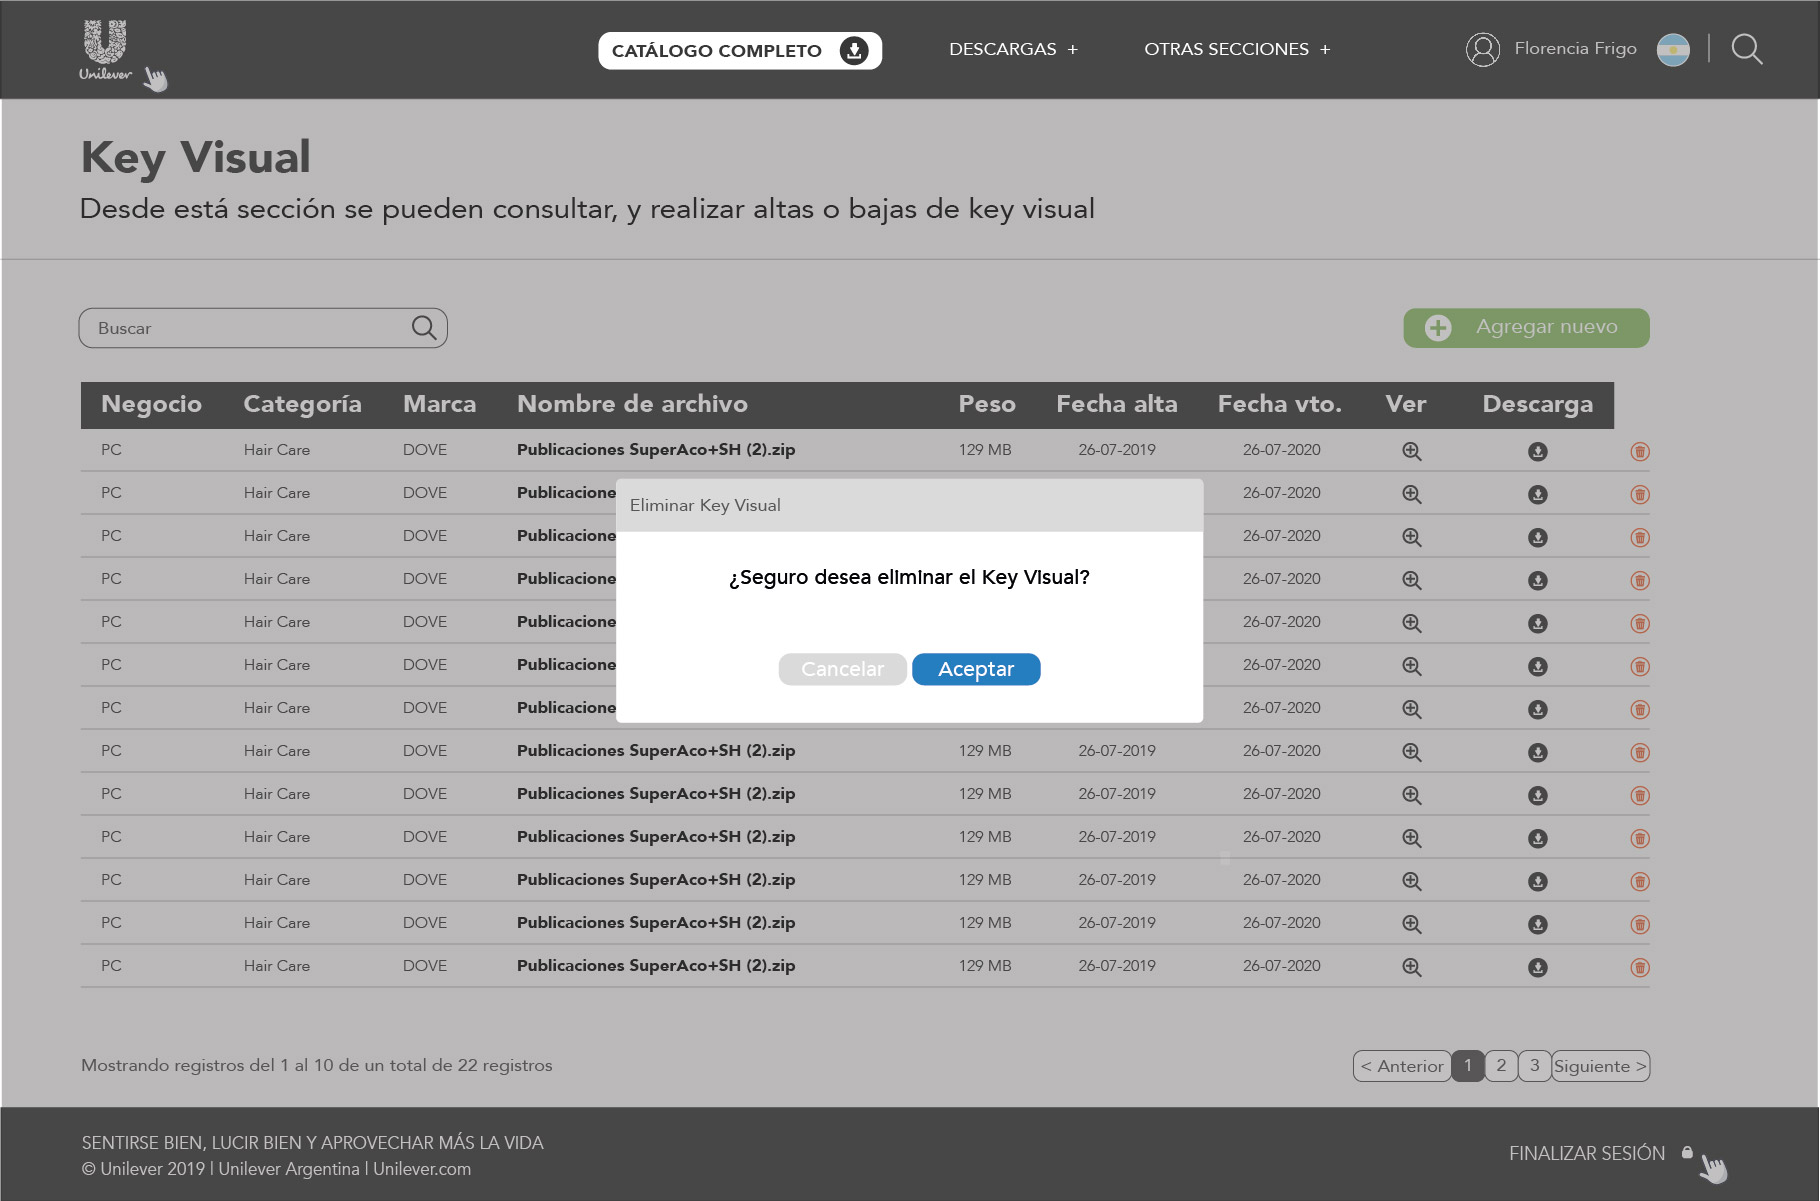 Unilever
CATÁLOGO COMPLETO
DESCARGAS +
OTRAS SECCIONES +
Florencia Frigo
Key Visual
Desde está sección se pueden consultar, y realizar altas o bajas de key visual
Buscar
Agregar nuevo
Negocio Categoría Marca Nombre de archivo Peso Fecha alta Fecha vto. Ver Descarga
PC Hair Care DOVE Publicaciones SuperAco+SH (2).zip 129 MB 26-07-2019 26-07-2020
PC Hair Care DOVE Publicacione 26-07-2020
PC Hair Care DOVE Publicacione 26-07-2020
PC Hair Care DOVE Publicacione 26-07-2020
PC Hair Care DOVE Publicacione 26-07-2020
PC Hair Care DOVE Publicacione 26-07-2020
PC Hair Care DOVE Publicacione 26-07-2020
Eliminar Key Visual
¿Seguro desea eliminar el Key Visual?
Cancelar
Aceptar
PC Hair Care DOVE Publicaciones SuperAco+SH (2).zip 129 MB 26-07-2019 26-07-2020
PC Hair Care DOVE Publicaciones SuperAco+SH (2).zip 129 MB 26-07-2019 26-07-2020
PC Hair Care DOVE Publicaciones SuperAco+SH (2).zip 129 MB 26-07-2019 26-07-2020
PC Hair Care DOVE Publicaciones SuperAco+SH (2).zip 129 MB 26-07-2019 26-07-2020
PC Hair Care DOVE Publicaciones SuperAco+SH (2).zip 129 MB 26-07-2019 26-07-2020
PC Hair Care DOVE Publicaciones SuperAco+SH (2).zip 129 MB 26-07-2019 26-07-2020
Mostrando registros del 1 al 10 de un total de 22 registros
< Anterior 1 2 3 Siguiente >
SENTIRSE BIEN, LUCIR BIEN Y APROVECHAR MÁS LA VIDA
© Unilever 2019 | Unilever Argentina | Unilever.com
FINALIZAR SESIÓN